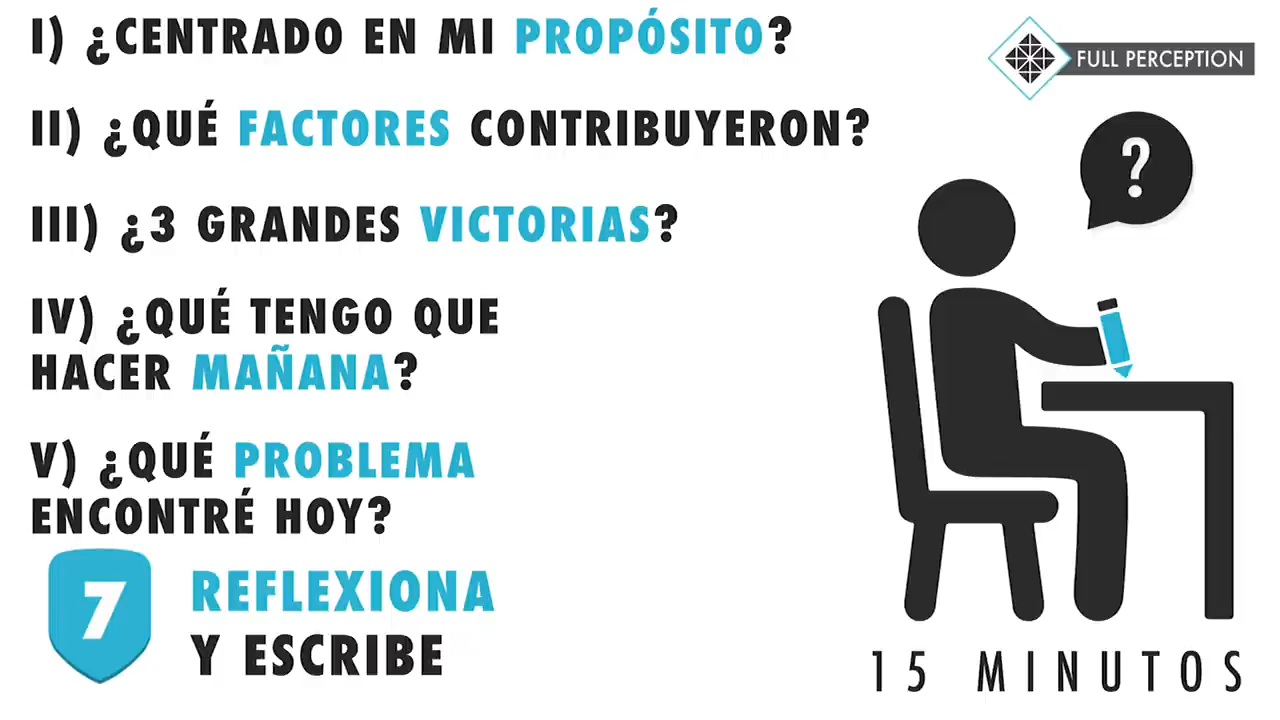 I) ¿CENTRADO EN MI PROPÓSITO?
FULL PERCEPTION
II) ¿QUÉ FACTORES CONTRIBUYERON?
?
III) ¿3 GRANDES VICTORIAS?
IV) ¿QUÉ TENGO QUE
HACER MAÑANA?
V) ¿QUÉ PROBLEMA
ENCONTRÉ HOY?
7
REFLEXIONA
Y ESCRIBE
15 MINUTOS